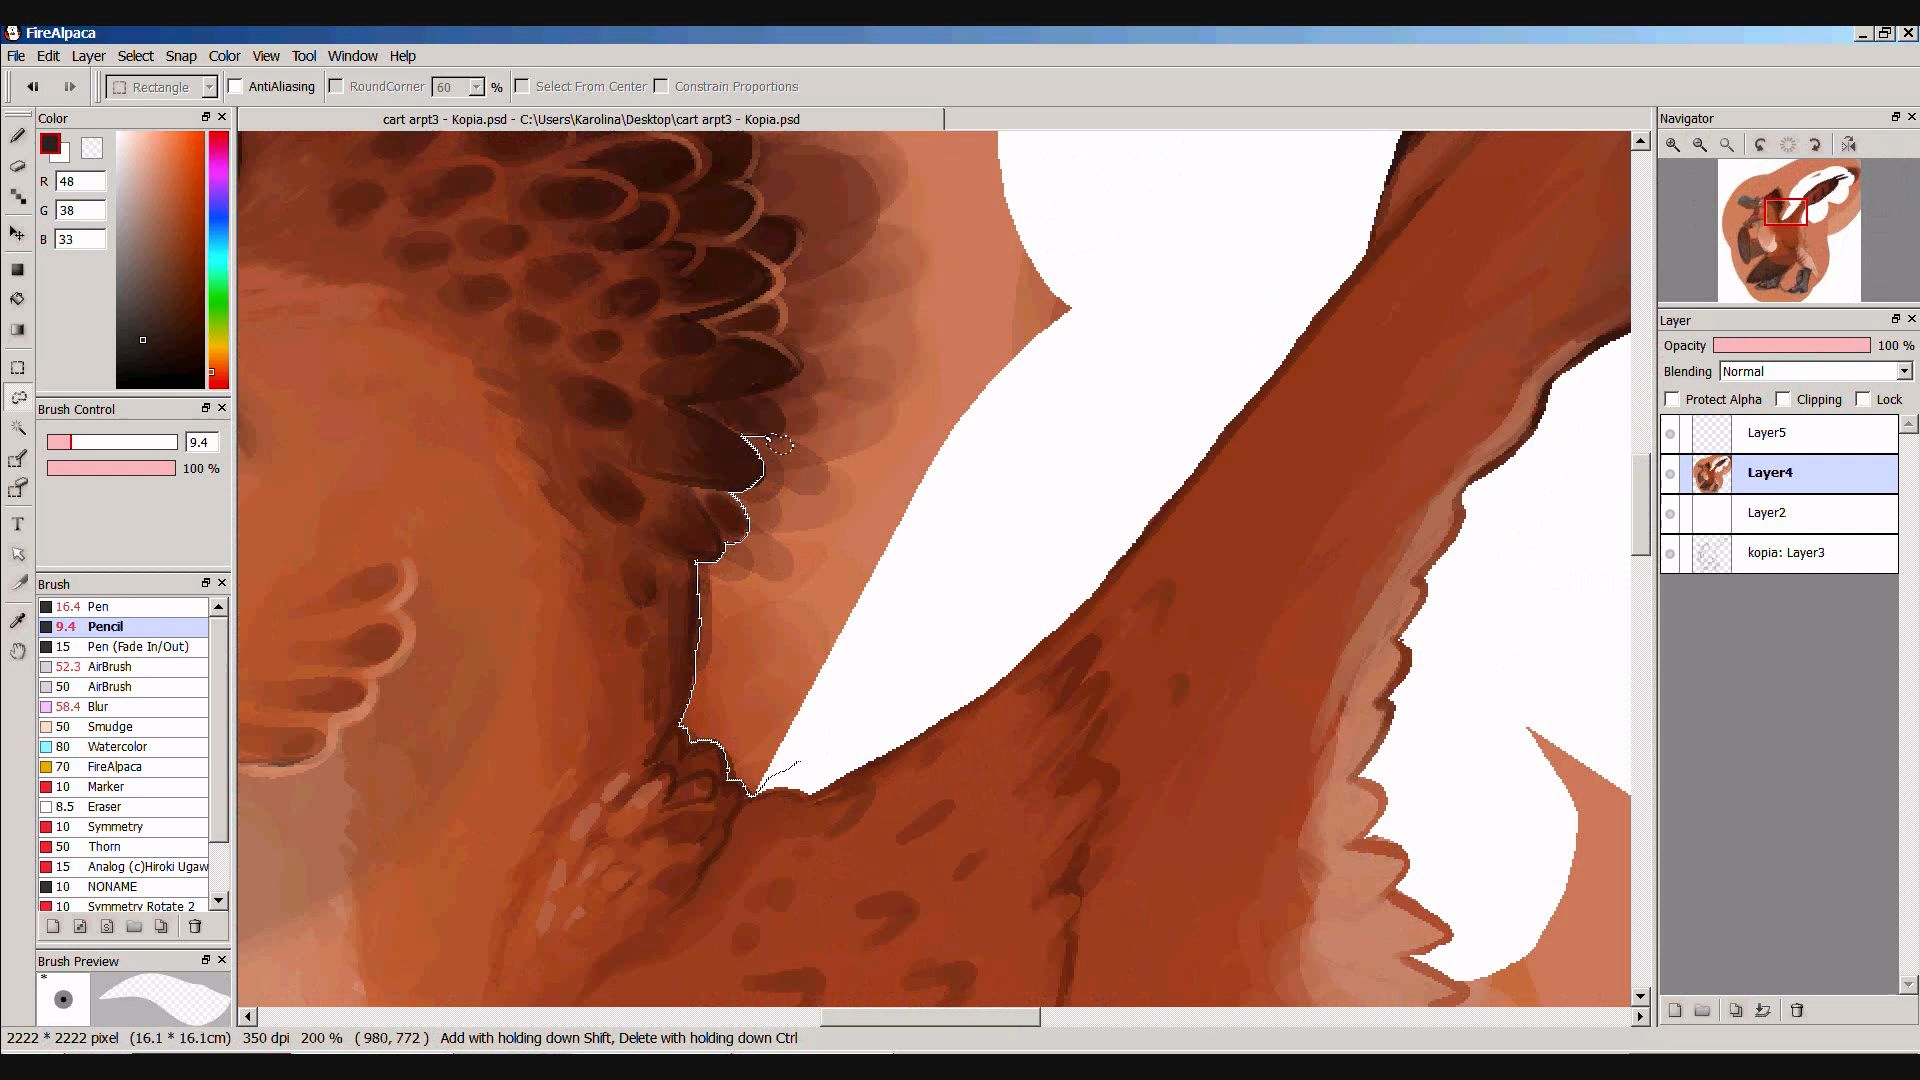 FireAlpaca
File Edit Layer Select Snap Color View Tool Window Help
Rectangle AntiAliasing RoundCorner 60 % Select From Center Constrain Proportions
Color
R 48
G 38
B 33
Brush Control
9.4
100 %
Brush
16.4 Pen
9.4 Pencil
15 Pen (Fade In/Out)
52.3 AirBrush
50 AirBrush
58.4 Blur
50 Smudge
80 Watercolor
70 FireAlpaca
10 Marker
8.5 Eraser
10 Symmetry
50 Thorn
15 Analog (c)Hiroki Ugaw
10 NONAME
10 Symmetry Rotate 2
Brush Preview
*
cart arpt3 - Kopia.psd - C:\Users\Karolina\Desktop\cart arpt3 - Kopia.psd
Navigator
Layer
Opacity 100 %
Blending Normal
Protect Alpha Clipping Lock
Layer5
Layer4
Layer2
kopia: Layer3
2222 * 2222 pixel (16.1 * 16.1cm) 350 dpi 200 % ( 980, 772 ) Add with holding down Shift, Delete with holding down Ctrl